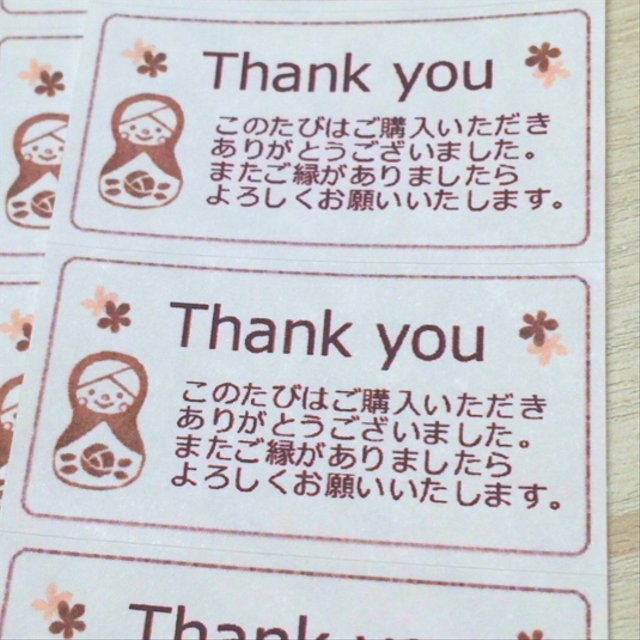 Thank you
このたびはご購入いただき
ありがとうございました。
またご縁がありましたら
よろしくお願いいたします。
Thank you
このたびはご購入いただき
ありがとうございました。
またご縁がありましたら
よろしくお願いいたします。
Thank you